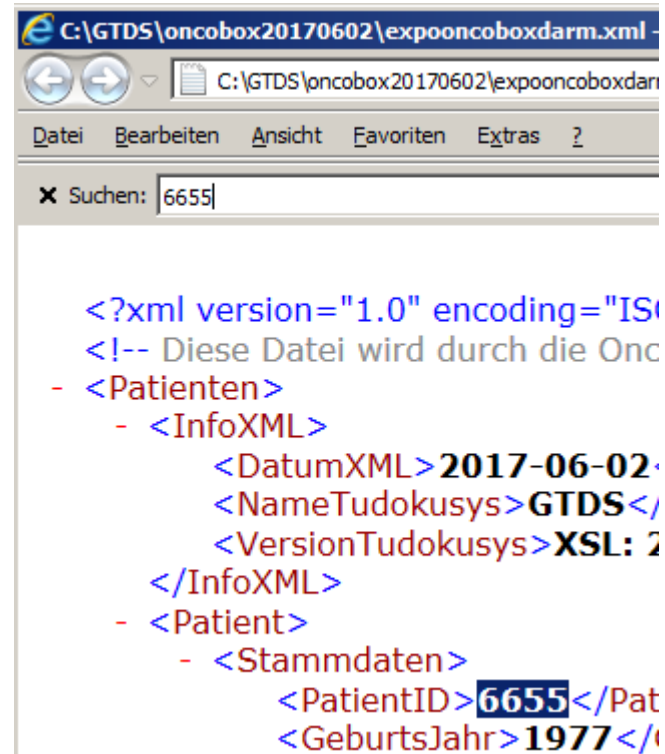 C:\GTDS\oncobox20170602\expooncoboxdarm.xml -
C:\GTDS\oncobox20170602\expooncoboxdarm
Datei Bearbeiten Ansicht Favoriten Extras ?
X Suchen: 6655
<?xml version="1.0" encoding="ISO
<!-- Diese Datei wird durch die Onc
- <Patienten>
- <InfoXML>
<DatumXML>2017-06-02<
<NameTudokusys>GTDS</
<VersionTudokusys>XSL: 2
</InfoXML>
- <Patient>
- <Stammdaten>
<PatientID>6655</Pat
<GeburtsJahr>1977</G